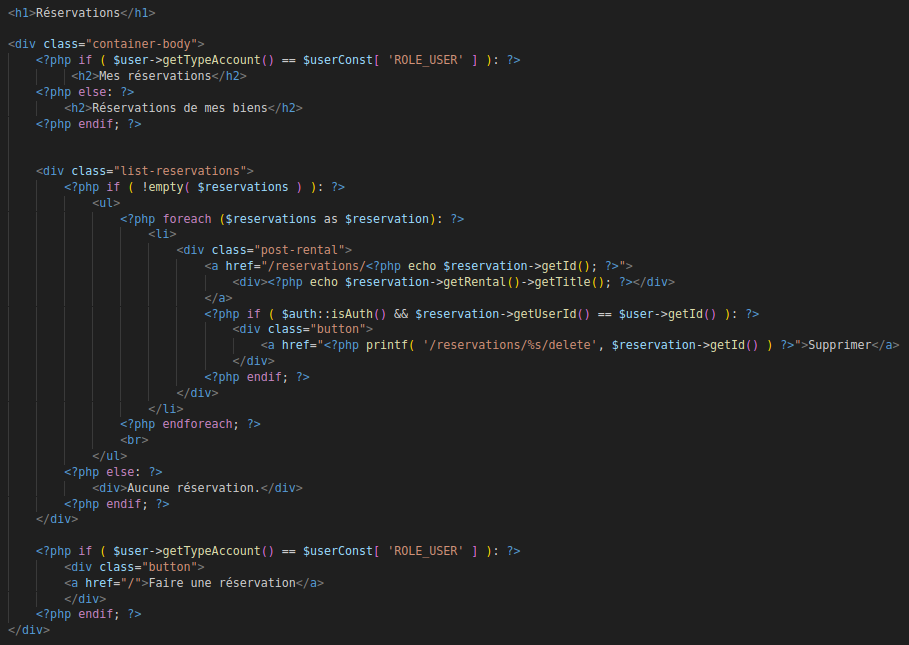 <h1>Réservations</h1>
<div class="container-body">
<?php if ( $user->getTypeAccount() == $userConst[ 'ROLE_USER' ] ): ?>
<h2>Mes réservations</h2>
<?php else: ?>
<h2>Réservations de mes biens</h2>
<?php endif; ?>
<div class="list-reservations">
<?php if ( !empty( $reservations ) ): ?>
<ul>
<?php foreach ($reservations as $reservation): ?>
<li>
<div class="post-rental">
<a href="/reservations/<?php echo $reservation->getId(); ?>">
<div><?php echo $reservation->getRental()->getTitle(); ?></div>
</a>
<?php if ( $auth::isAuth() && $reservation->getUserId() == $user->getId() ): ?>
<div class="button">
<a href="<?php printf( '/reservations/%s/delete', $reservation->getId() ) ?>">Supprimer</a>
</div>
<?php endif; ?>
</div>
</li>
<?php endforeach; ?>
<br>
</ul>
<?php else: ?>
<div>Aucune réservation.</div>
<?php endif; ?>
</div>
<?php if ( $user->getTypeAccount() == $userConst[ 'ROLE_USER' ] ): ?>
<div class="button">
<a href="/">Faire une réservation</a>
</div>
<?php endif; ?>
</div>